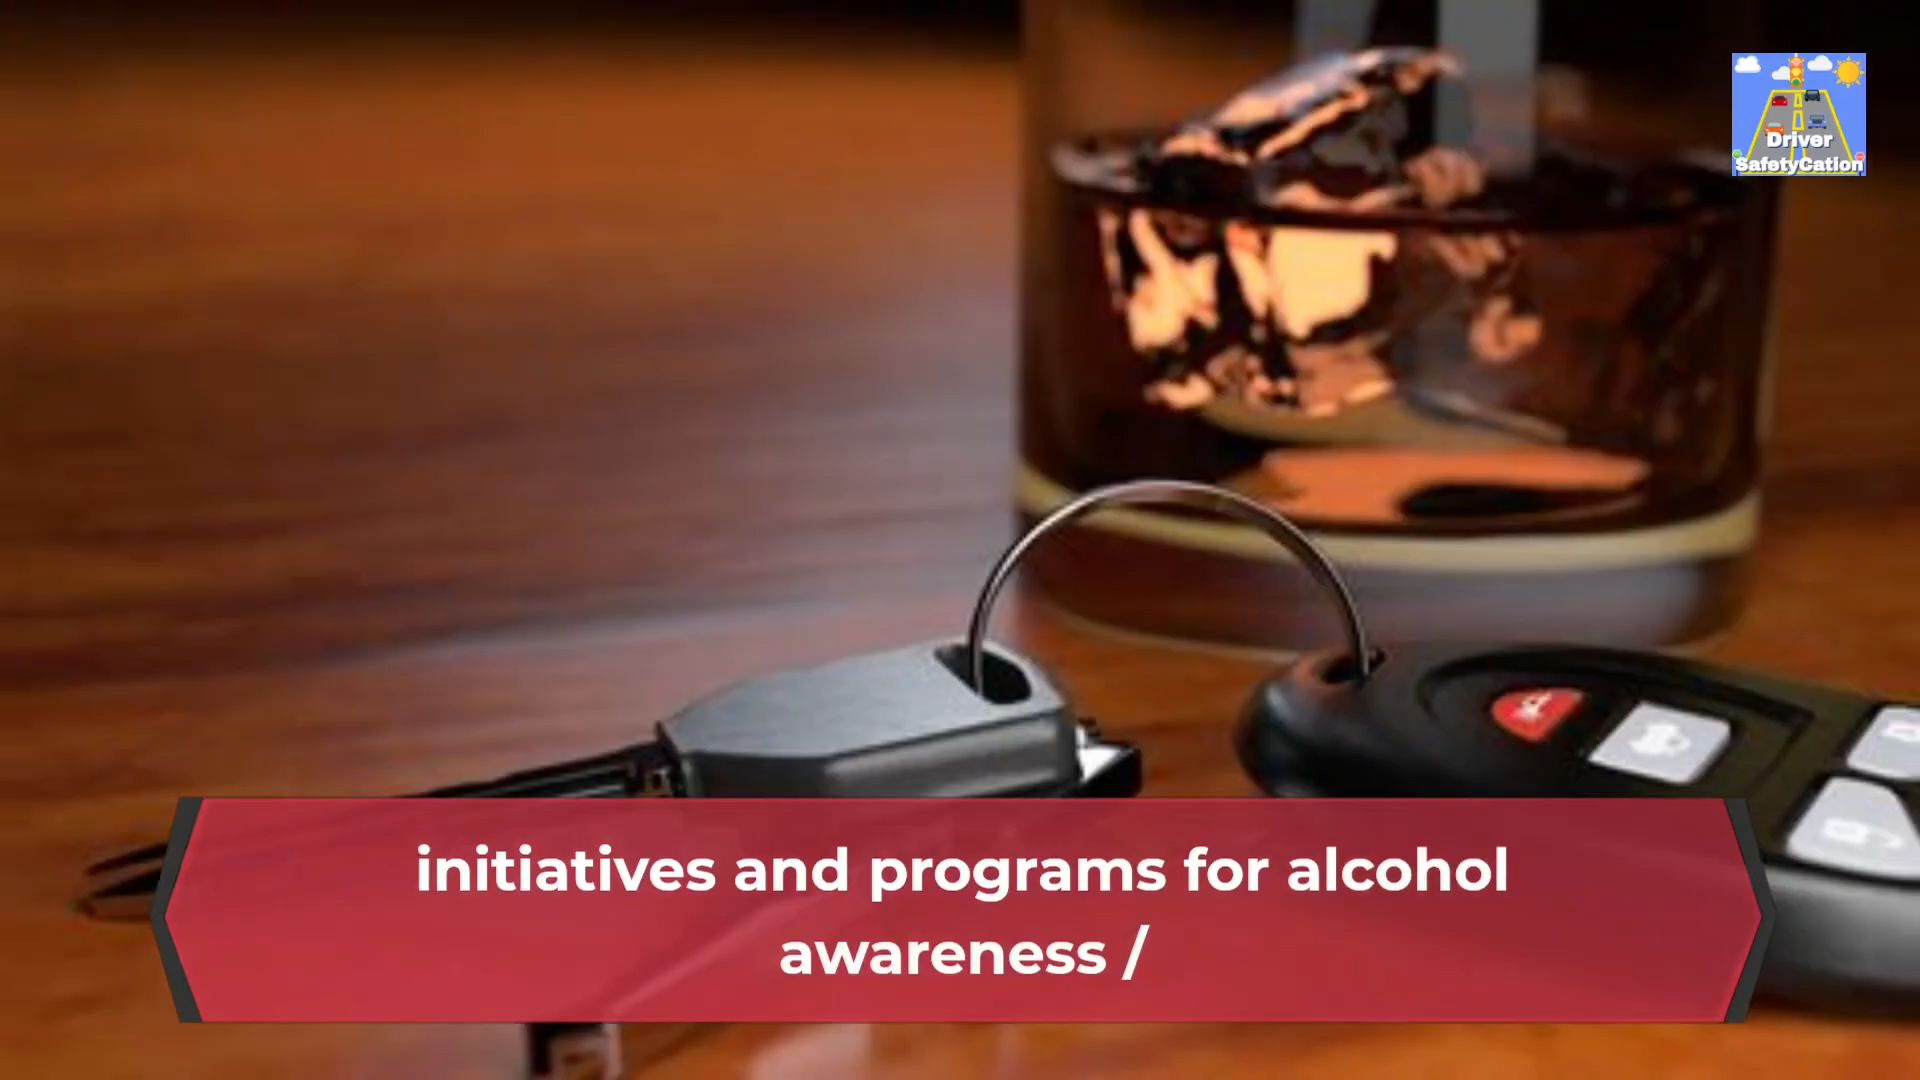 Driver
SafetyCation
initiatives and programs for alcohol
awareness /